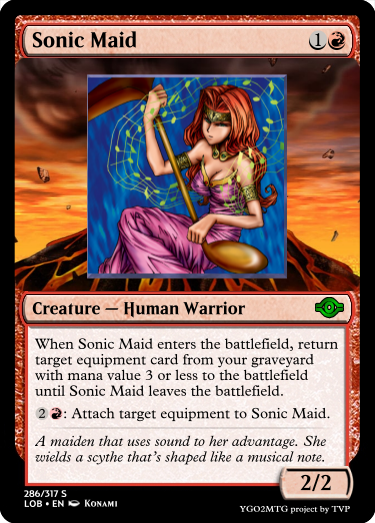 Sonic Maid 1
Creature — Human Warrior
When Sonic Maid enters the battlefield, return
target equipment card from your graveyard
with mana value 3 or less to the battlefield
until Sonic Maid leaves the battlefield.
2 : Attach target equipment to Sonic Maid.
A maiden that uses sound to her advantage. She
wields a scythe that's shaped like a musical note.
2/2
286/317 S
LOB • EN Konami
YGO2MTG project by TVP